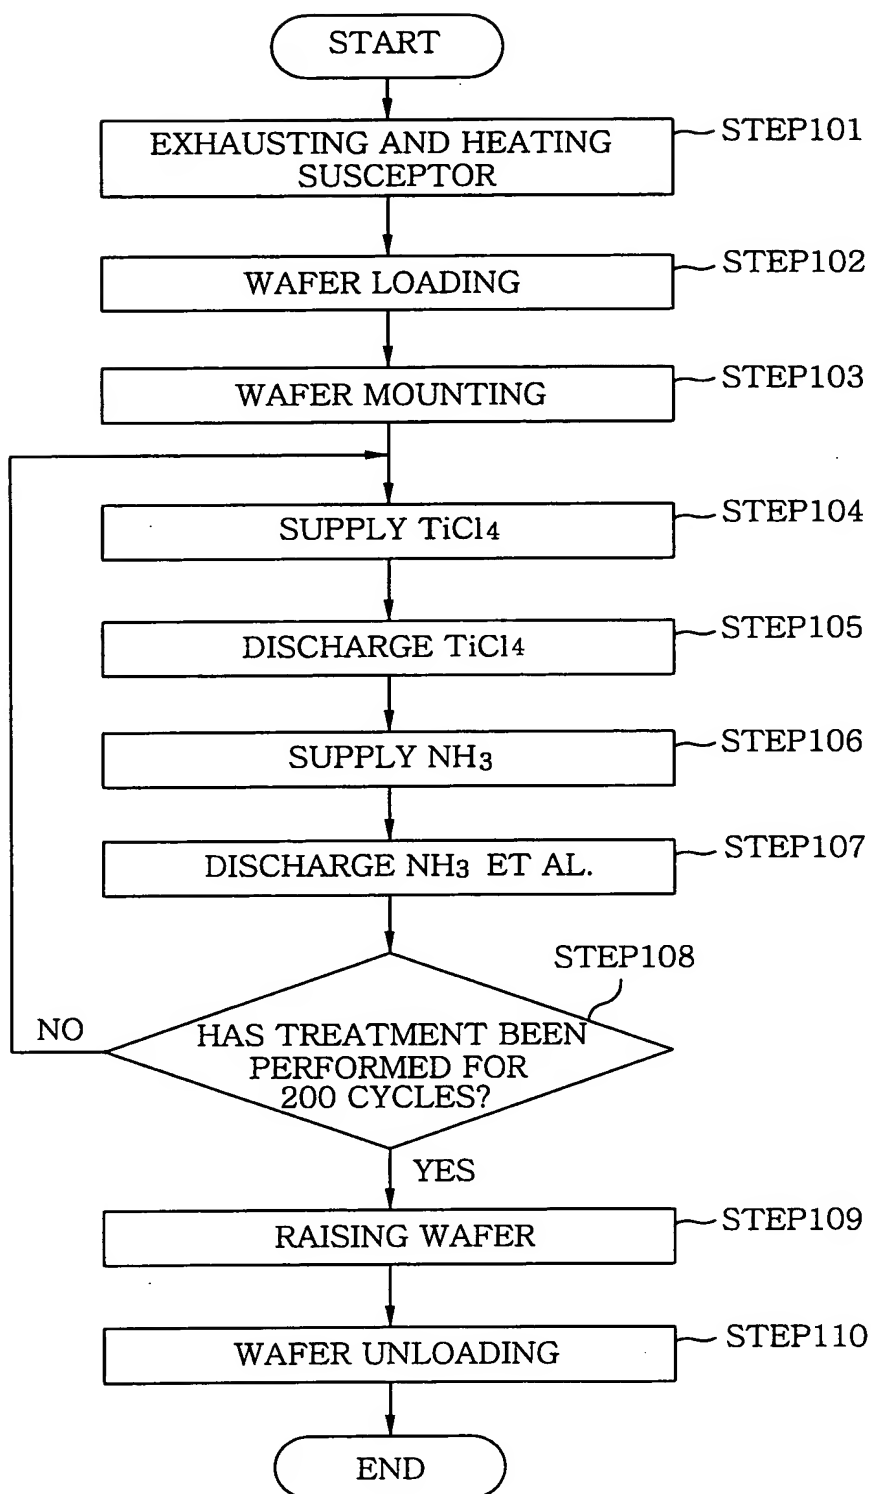 START
EXHAUSTING AND HEATING
SUSCEPTOR
STEP101
WAFER LOADING
STEP102
WAFER MOUNTING
STEP103
SUPPLY TiCl4
STEP104
DISCHARGE TiCl4
STEP105
SUPPLY NH3
STEP106
DISCHARGE NH3 ET AL.
STEP107
STEP108
HAS TREATMENT BEEN
PERFORMED FOR
200 CYCLES?
NO
YES
RAISING WAFER
STEP109
WAFER UNLOADING
STEP110
END